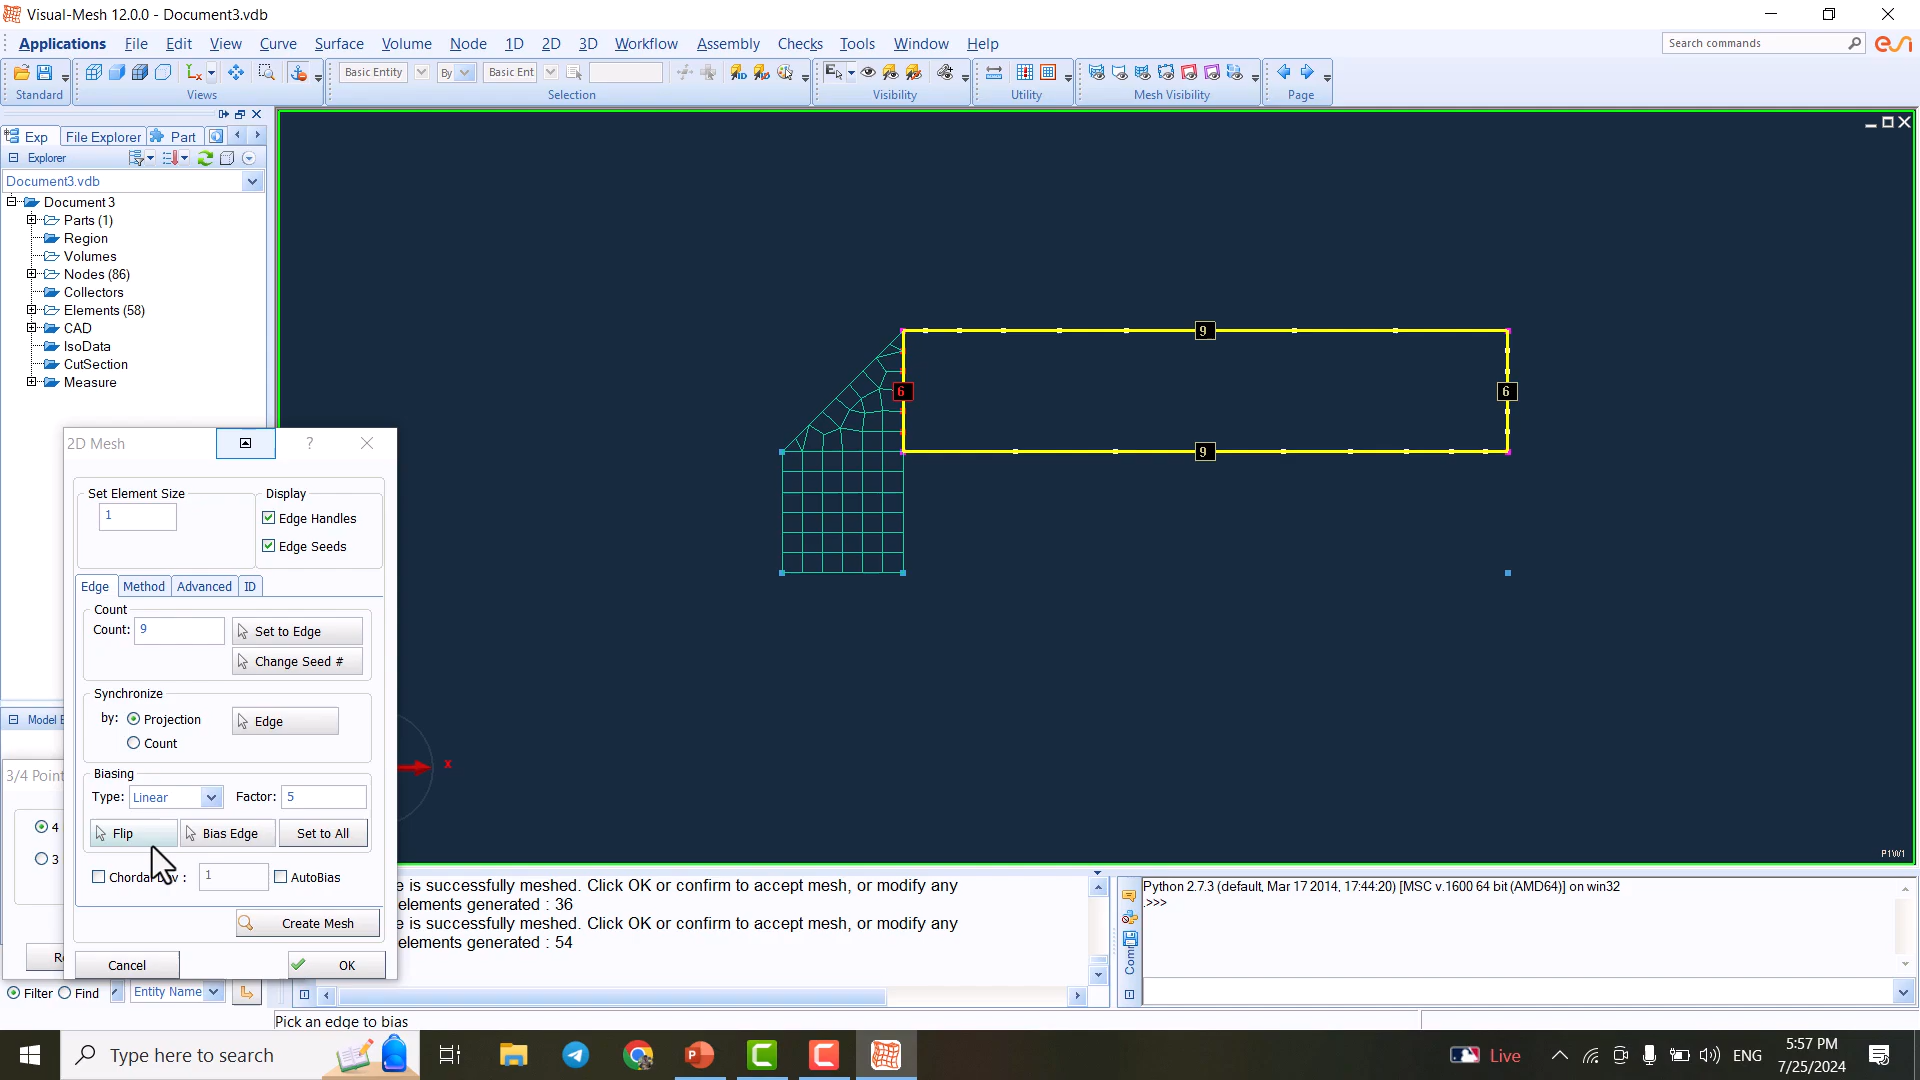 Visual-Mesh 12.0.0 - Document3.vdb
Applications File Edit View Curve Surface Volume Node 1D 2D 3D Workflow Assembly Checks Tools Window Help
Search commands
esi
Basic Entity By Basic Ent
Standard Views Selection Visibility Utility Mesh Visibility Page
Exp File Explorer Part
Explorer
Document3.vdb
Document 3
Parts (1)
Region
Volumes
Nodes (86)
Collectors
Elements (58)
CAD
IsoData
CutSection
Measure
9
6
6
9
2D Mesh ?
Set Element Size
1
Display
Edge Handles
Edge Seeds
Edge Method Advanced ID
Count
Count: 9 Set to Edge
Change Seed #
Synchronize
by: Projection Edge
Count
Biasing
Type: Linear Factor: 5
Flip Bias Edge Set to All
1 AutoBias
Create Mesh
Cancel OK
3/4 Point
4
3
x
P1W1
e is successfully meshed. Click OK or confirm to accept mesh, or modify any
elements generated : 36
e is successfully meshed. Click OK or confirm to accept mesh, or modify any
elements generated : 54
Python 2.7.3 (default, Mar 17 2014, 17:44:20) [MSC v.1600 64 bit (AMD64)] on win32
.>>>
Filter Find Entity Name
Pick an edge to bias
Type here to search
Live
ENG
5:57 PM
7/25/2024